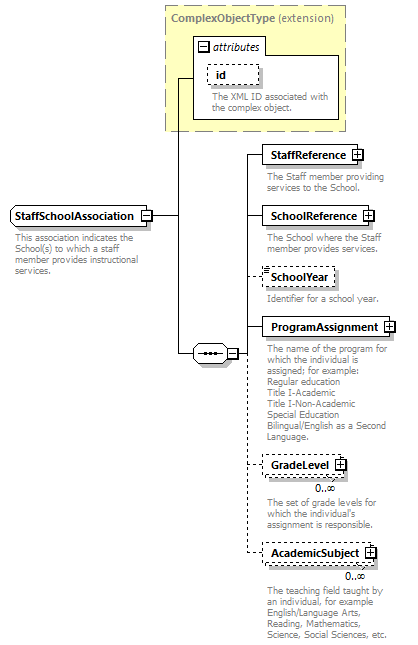 ComplexObjectType (extension)
attributes
id
The XML ID associated with
the complex object.
StaffReference
The Staff member providing
services to the School.
StaffSchoolAssociation
This association indicates the
School(s) to which a staff
member provides instructional
services.
SchoolReference
The School where the Staff
member provides services.
SchoolYear
Identifier for a school year.
ProgramAssignment
The name of the program for
which the individual is
assigned; for example:
Regular education
Title I-Academic
Title I-Non-Academic
Special Education
Bilingual/English as a Second
Language.
GradeLevel
0..∞
The set of grade levels for
which the individual's
assignment is responsible.
AcademicSubject
0..∞
The teaching field taught by
an individual, for example
English/Language Arts,
Reading, Mathematics,
Science, Social Sciences, etc.